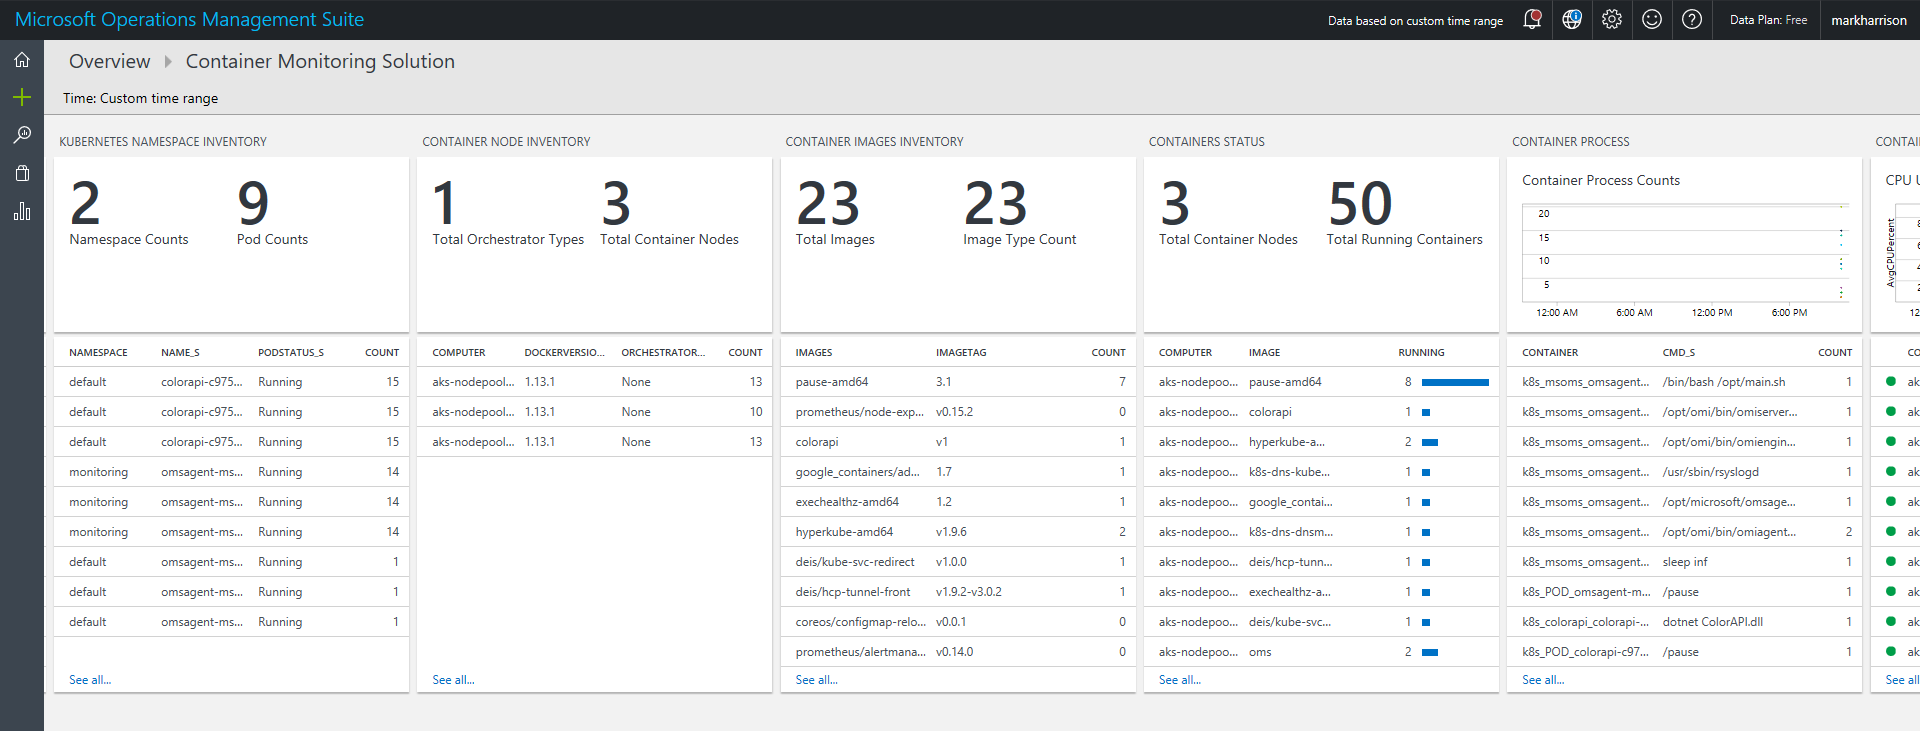 Microsoft Operations Management Suite
Data based on custom time range
Data Plan: Free
markharrison
Overview Container Monitoring Solution
Time: Custom time range
KUBERNETES NAMESPACE INVENTORY
2 9
Namespace Counts Pod Counts
NAMESPACE NAME_S PODSTATUS_S COUNT
default colorapi-c975... Running 15
default colorapi-c975... Running 15
default colorapi-c975... Running 15
monitoring omsagent-ms... Running 14
monitoring omsagent-ms... Running 14
monitoring omsagent-ms... Running 14
default omsagent-ms... Running 1
default omsagent-ms... Running 1
default omsagent-ms... Running 1
See all...
CONTAINER NODE INVENTORY
1 3
Total Orchestrator Types Total Container Nodes
COMPUTER DOCKERVERSIO... ORCHESTRATOR... COUNT
aks-nodepool... 1.13.1 None 13
aks-nodepool... 1.13.1 None 10
aks-nodepool... 1.13.1 None 13
See all...
CONTAINER IMAGES INVENTORY
23 23
Total Images Image Type Count
IMAGES IMAGETAG COUNT
pause-amd64 3.1 7
prometheus/node-exp... v0.15.2 0
colorapi v1 1
google_containers/ad... 1.7 1
exechealthz-amd64 1.2 1
hyperkube-amd64 v1.9.6 2
deis/kube-svc-redirect v1.0.0 1
deis/hcp-tunnel-front v1.9.2-v3.0.2 1
coreos/configmap-relo... v0.0.1 0
prometheus/alertmana... v0.14.0 0
See all...
CONTAINERS STATUS
3 50
Total Container Nodes Total Running Containers
COMPUTER IMAGE RUNNING
aks-nodepoo... pause-amd64 8
aks-nodepoo... colorapi 1
aks-nodepoo... hyperkube-a... 2
aks-nodepoo... k8s-dns-kube... 1
aks-nodepoo... google_contai... 1
aks-nodepoo... k8s-dns-dnsm... 1
aks-nodepoo... deis/hcp-tunn... 1
aks-nodepoo... exechealthz-a... 1
aks-nodepoo... deis/kube-svc... 1
aks-nodepoo... oms 2
See all...
CONTAINER PROCESS
Container Process Counts
20
15
10
5
12:00 AM 6:00 AM 12:00 PM 6:00 PM
CONTAINER CMD_S COUNT
k8s_msoms_omsagent... /bin/bash /opt/main.sh 1
k8s_msoms_omsagent... /opt/omi/bin/omiserver... 1
k8s_msoms_omsagent... /opt/omi/bin/omiengin... 1
k8s_msoms_omsagent... /usr/sbin/rsyslogd 1
k8s_msoms_omsagent... /opt/microsoft/omsage... 1
k8s_msoms_omsagent... /opt/omi/bin/omiagent... 2
k8s_msoms_omsagent... sleep inf 1
k8s_POD_omsagent-m... /pause 1
k8s_colorapi_colorapi-... dotnet ColorAPI.dll 1
k8s_POD_colorapi-c97... /pause 1
See all...
CONTAI
CPU U
AvgCPUPercent
8
6
4
2
12
CO
ak
ak
ak
ak
ak
ak
ak
ak
ak
ak
See all